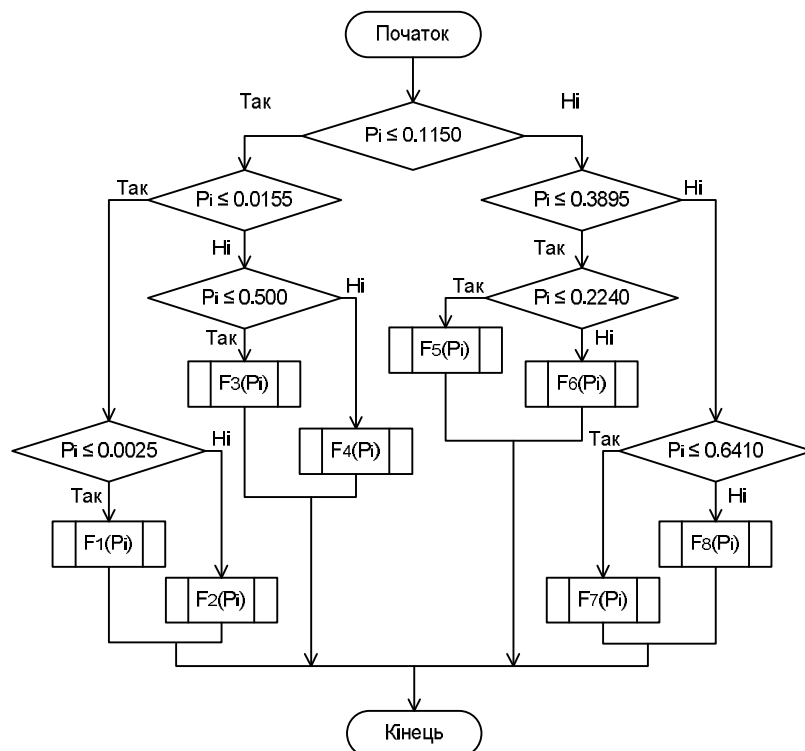 Початок
Так
Ні
Pi ≤ 0.1150
Так
Pi ≤ 0.0155
Pi ≤ 0.3895
Ні
Ні
Так
Pi ≤ 0.500
Ні
Так
Pi ≤ 0.2240
Так
F3(Pi)
F5(Pi)
Ні
F6(Pi)
Pi ≤ 0.0025
Ні
F4(Pi)
Так
Pi ≤ 0.6410
Так
F1(Pi)
Ні
F8(Pi)
F2(Pi)
F7(Pi)
Кінець